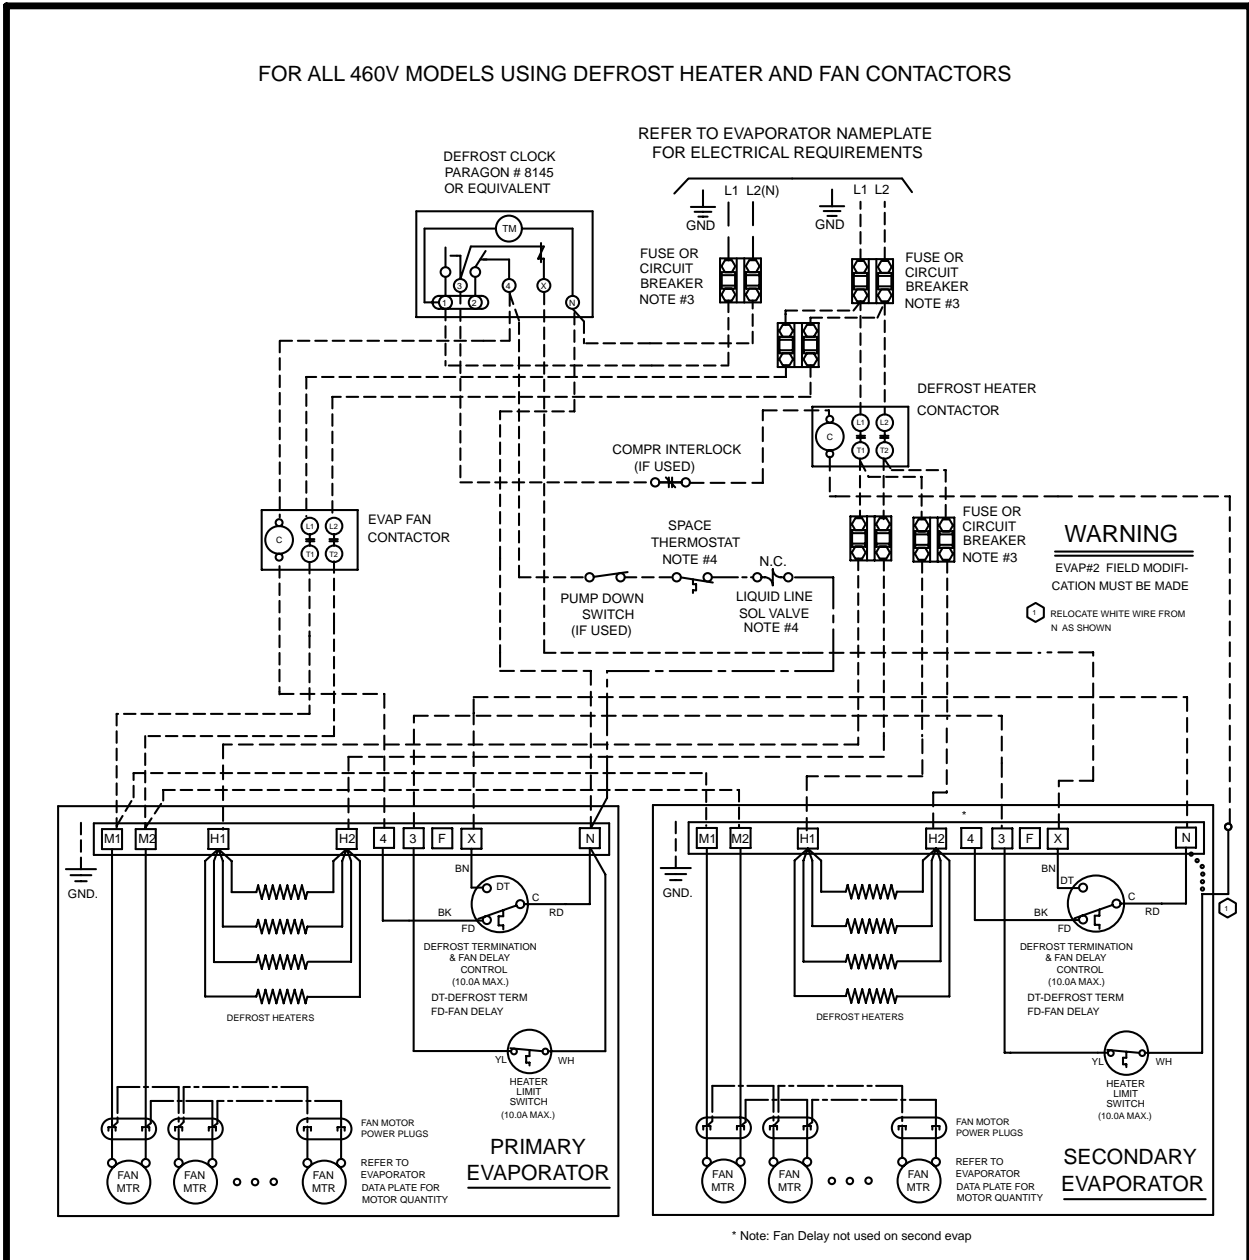 FOR ALL 460V MODELS USING DEFROST HEATER AND FAN CONTACTORS
REFER TO EVAPORATOR NAMEPLATE
FOR ELECTRICAL REQUIREMENTS
DEFROST CLOCK
PARAGON # 8145
OR EQUIVALENT
L1 L2(N)
L1 L2
GND
GND
TM
3
4
X
1
2
N
FUSE OR
CIRCUIT
BREAKER
NOTE #3
FUSE OR
CIRCUIT
BREAKER
NOTE #3
DEFROST HEATER
CONTACTOR
C
L1
L2
T1
T2
COMPR INTERLOCK
(IF USED)
EVAP FAN
CONTACTOR
C
L1
L2
T1
T2
SPACE
THERMOSTAT
NOTE #4
N.C.
PUMP DOWN
SWITCH
(IF USED)
LIQUID LINE
SOL VALVE
NOTE #4
FUSE OR
CIRCUIT
BREAKER
NOTE #3
WARNING
EVAP#2 FIELD MODIFI-
CATION MUST BE MADE
1
RELOCATE WHITE WIRE FROM
N AS SHOWN
M1 M2 H1 H2 4 3 F X N
GND.
BN
DT
C
BK
RD
FD
DEFROST TERMINATION
& FAN DELAY
CONTROL
(10.0A MAX.)
DT-DEFROST TERM
FD-FAN DELAY
DEFROST HEATERS
YL
WH
HEATER
LIMIT
SWITCH
(10.0A MAX.)
FAN MOTOR
POWER PLUGS
FAN
MTR
FAN
MTR
FAN
MTR
REFER TO
EVAPORATOR
DATA PLATE FOR
MOTOR QUANTITY
PRIMARY
EVAPORATOR
*
M1 M2 H1 H2 4 3 F X N
GND.
BN
DT
C
BK
RD
FD
1
DEFROST TERMINATION
& FAN DELAY
CONTROL
(10.0A MAX.)
DT-DEFROST TERM
FD-FAN DELAY
DEFROST HEATERS
YL
WH
HEATER
LIMIT
SWITCH
(10.0A MAX.)
FAN MOTOR
POWER PLUGS
FAN
MTR
FAN
MTR
FAN
MTR
REFER TO
EVAPORATOR
DATA PLATE FOR
MOTOR QUANTITY
SECONDARY
EVAPORATOR
* Note: Fan Delay not used on second evap